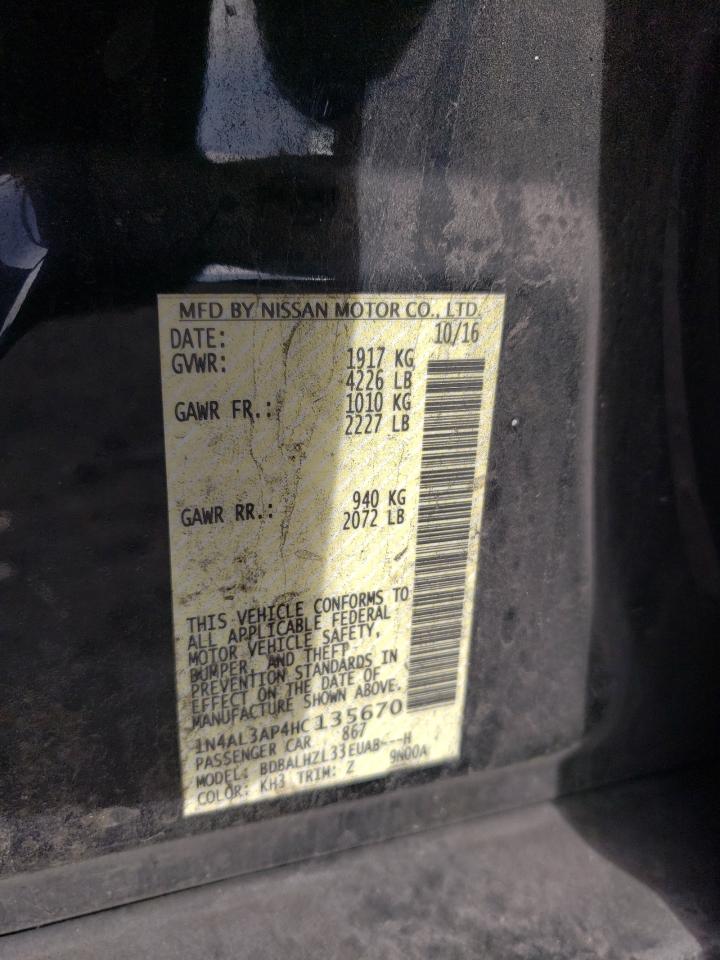 MFD BY NISSAN MOTOR CO., LTD.
DATE: 10/16
GVWR: 1917 KG
4226 LB
GAWR FR.: 1010 KG
2227 LB
GAWR RR.: 940 KG
2072 LB
THIS VEHICLE CONFORMS TO
ALL APPLICABLE FEDERAL
MOTOR VEHICLE SAFETY,
BUMPER, AND THEFT
PREVENTION STANDARDS IN
EFFECT ON THE DATE OF
MANUFACTURE SHOWN ABOVE.
1N4AL3AP4HC135670
PASSENGER CAR 867
MODEL: BDBALHZL33EUAB---H
COLOR: KH3 TRIM: Z 9N00A